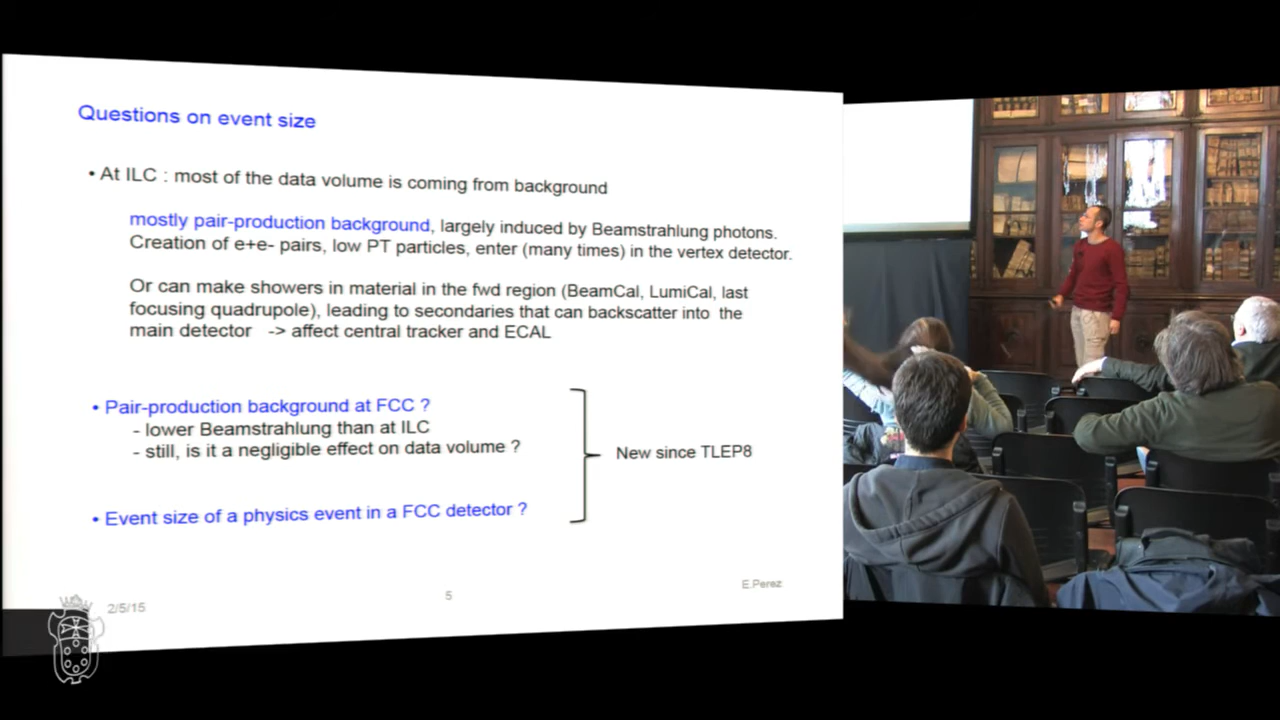 Questions on event size
• At ILC : most of the data volume is coming from background
mostly pair-production background, largely induced by Beamstrahlung photons.
Creation of e+e- pairs, low PT particles, enter (many times) in the vertex detector.
Or can make showers in material in the fwd region (BeamCal, LumiCal, last
focusing quadrupole), leading to secondaries that can backscatter into the
main detector -> affect central tracker and ECAL
• Pair-production background at FCC ?
- lower Beamstrahlung than at ILC
- still, is it a negligible effect on data volume ?
New since TLEP8
• Event size of a physics event in a FCC detector ?
E.Perez
2/5/15
5